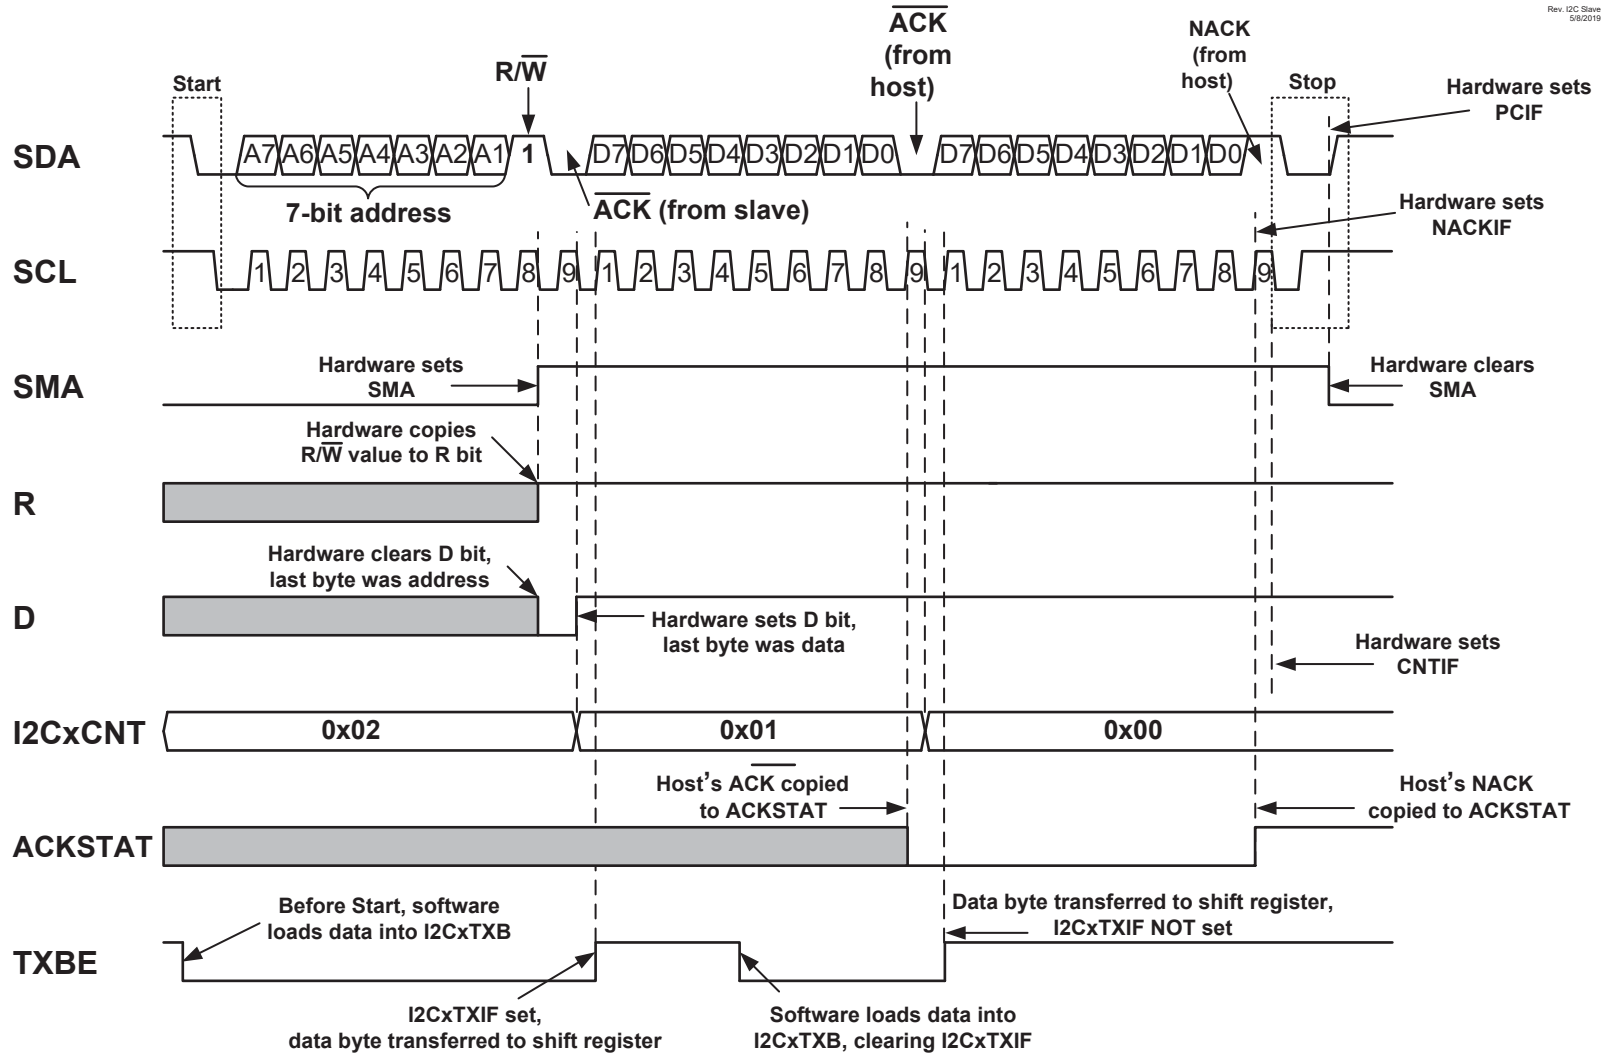 Rev. I2C Slave
5/8/2019
ACK
(from
host)
NACK
(from
host)
R/W
Start
Stop
Hardware sets
PCIF
SDA
A7 A6 A5 A4 A3 A2 A1 1 D7 D6 D5 D4 D3 D2 D1 D0 D7 D6 D5 D4 D3 D2 D1 D0
7-bit address
ACK (from slave)
Hardware sets
NACKIF
SCL
1 2 3 4 5 6 7 8 9 1 2 3 4 5 6 7 8 9 1 2 3 4 5 6 7 8 9
SMA
Hardware sets
SMA
Hardware clears
SMA
Hardware copies
R/W value to R bit
R
Hardware clears D bit,
last byte was address
D
Hardware sets D bit,
last byte was data
Hardware sets
CNTIF
I2CxCNT
0x02 0x01 0x00
Host's ACK copied
to ACKSTAT
Host's NACK
copied to ACKSTAT
ACKSTAT
Before Start, software
loads data into I2CxTXB
Data byte transferred to shift register,
I2CxTXIF NOT set
TXBE
I2CxTXIF set,
data byte transferred to shift register
Software loads data into
I2CxTXB, clearing I2CxTXIF